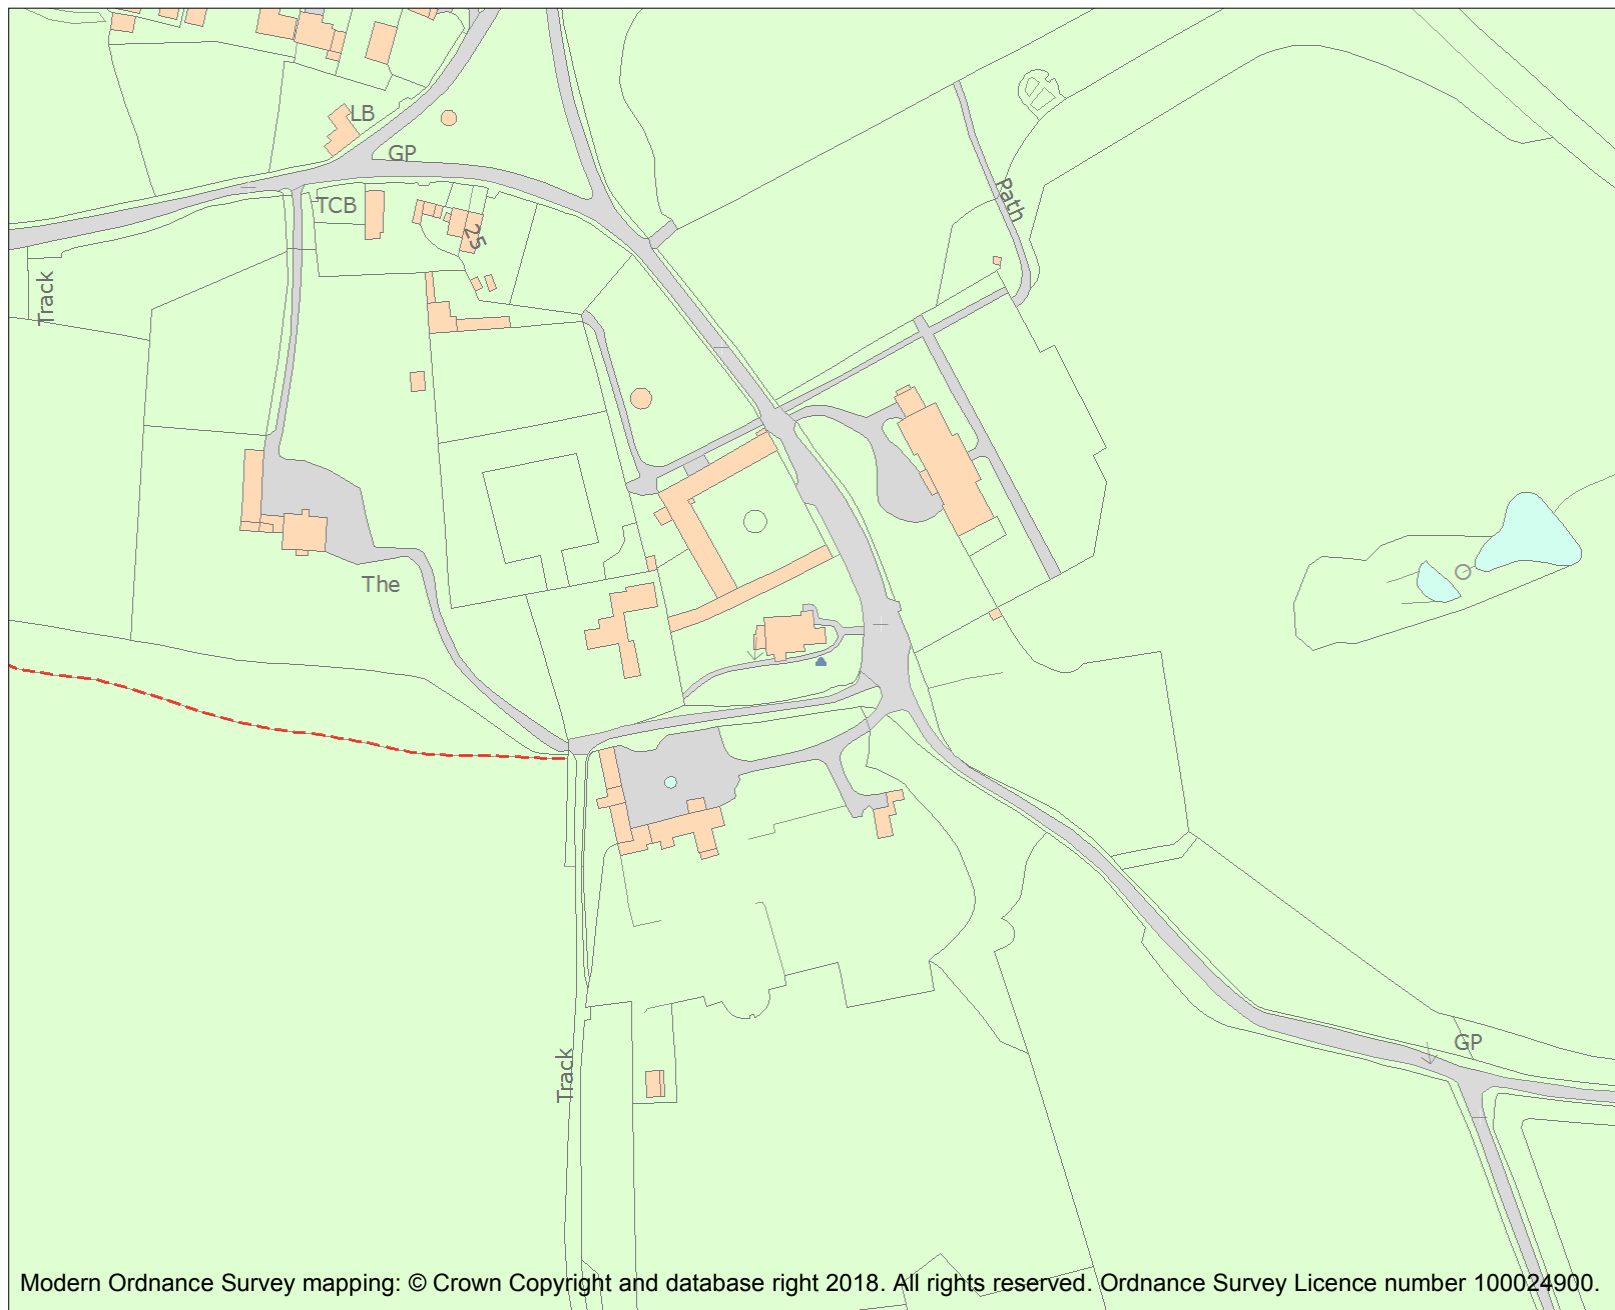 LB
GP
TCB
25
Path
Track
The
Track
GP
Modern Ordnance Survey mapping: © Crown Copyright and database right 2018. All rights reserved. Ordnance Survey Licence number 100024900.